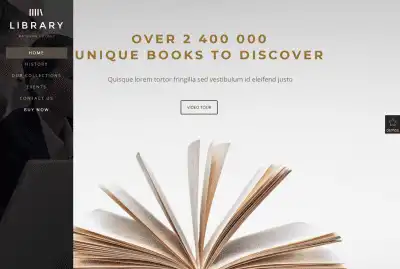 LIBRARY
HOME
HISTORY
OUR COLLECTIONS
EVENTS
CONTACT US
BUY NOW
OVER 2 400 000
UNIQUE BOOKS TO DISCOVER
Quisque lorem tortor fringilla sed vestibulum id eleifend justo
VIDEO TOUR
DEMOS